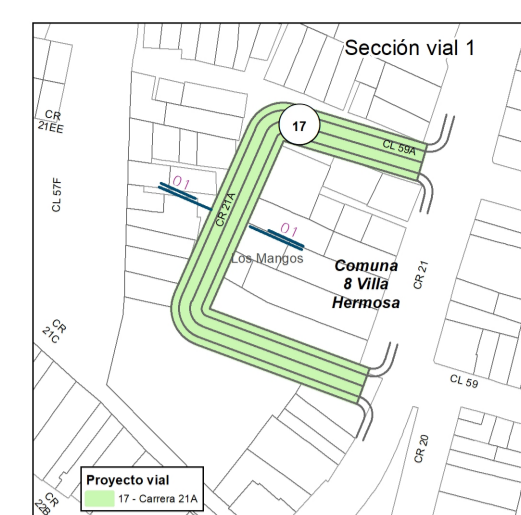 Sección vial 1
CR
21EE
17
CL 59A
CL 57F
01
CR 21A
01
Los Mangos
Comuna
8 Villa
Hermosa
CR 21
CR
21C
CL 59
CR 20
Proyecto vial
17 - Carrera 21A
CR
22B